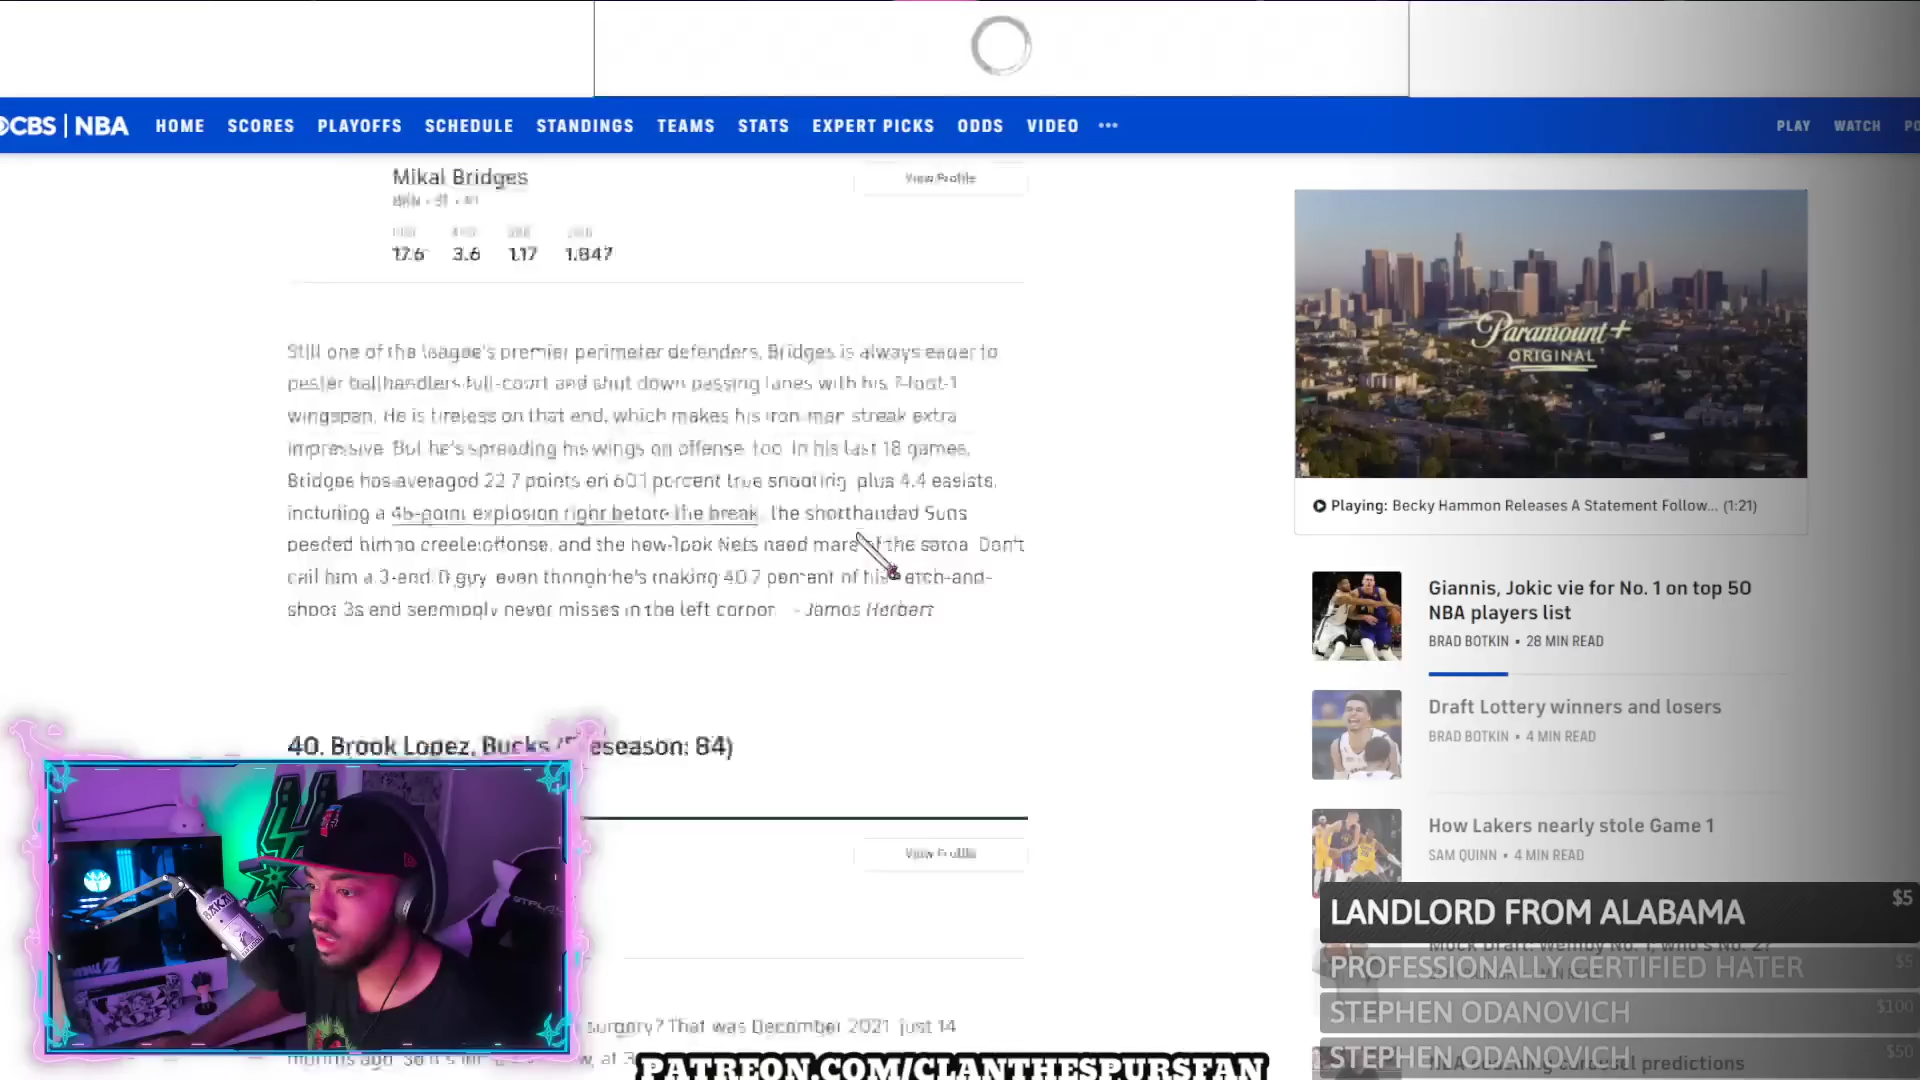 CBS | NBA HOME SCORES PLAYOFFS SCHEDULE STANDINGS TEAMS STATS EXPERT PICKS ODDS VIDEO ••• PLAY WATCH
Mikal Bridges
View Profile
17.6 3.6 1.17 1.847
Still one of the league's premier perimeter defenders, Bridges is always eager to
pester ballhandlers full-court and shut down passing lanes with his 7-foot-1
wingspan. He is tireless on that end, which makes his iron man streak extra
impressive. But he's spreading his wings on offense, too. In his last 18 games,
Bridges has averaged 22.7 points on 60.1 percent true shooting, plus 4.4 assists,
including a 45-point explosion right before the break. The shorthanded Suns
needed him to create offense, and the new-look Nets need more of the same. Don't
call him a 3-and-D guy even though he's making 40.7 percent of his
shoot 3s and seemingly never misses in the left corner. - James Herbert
40. Brook Lopez, Bucks eseason: 84)
View Profile
surgery? That was December 2021, just 14
months ago.
Paramount+
ORIGINAL
Playing: Becky Hammon Releases A Statement Follow... (1:21)
Giannis, Jokic vie for No. 1 on top 50
NBA players list
BRAD BOTKIN • 28 MIN READ
Draft Lottery winners and losers
BRAD BOTKIN • 4 MIN READ
How Lakers nearly stole Game 1
SAM QUINN • 4 MIN READ
LANDLORD FROM ALABAMA $5
Mock Draft: Wemby No. 1, who's No. 2?
PROFESSIONALLY CERTIFIED HATER $5
STEPHEN ODANOVICH $100
STEPHEN ODANOVICH $50
predictions
PATREON.COM/CLANTHESPURSFAN